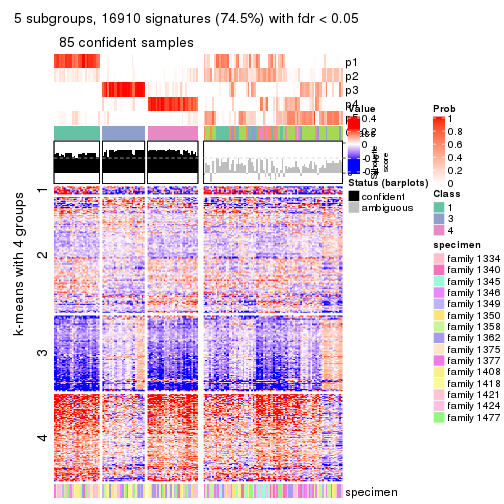 5 subgroups, 16910 signatures (74.5%) with fdr < 0.05
85 confident samples
p1
p2
p3
p4
p5
Value
0.4
0.2
0
Silhouette
score
Status (barplots)
confident
ambiguous
Prob
1
0.8
0.6
0.4
0.2
0
Class
1
3
4
specimen
family 1334
family 1340
family 1345
family 1346
family 1349
family 1350
family 1358
family 1362
family 1375
family 1377
family 1408
family 1418
family 1421
family 1424
family 1477
k-means with 4 groups
1
2
3
4
specimen